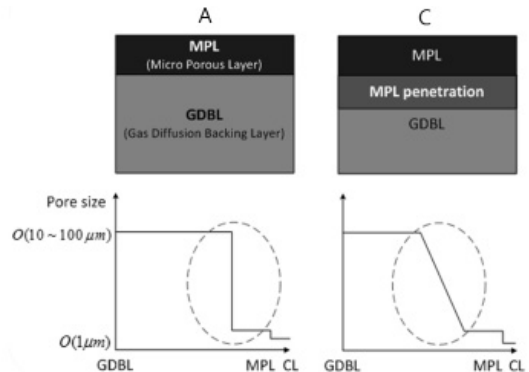 A
MPL
(Micro Porous Layer)
GDBL
(Gas Diffusion Backing Layer)
C
MPL
MPL penetration
GDBL
Pore size
O(10 ~ 100 μm)
O(1μm)
GDBL MPL CL
GDBL MPL CL